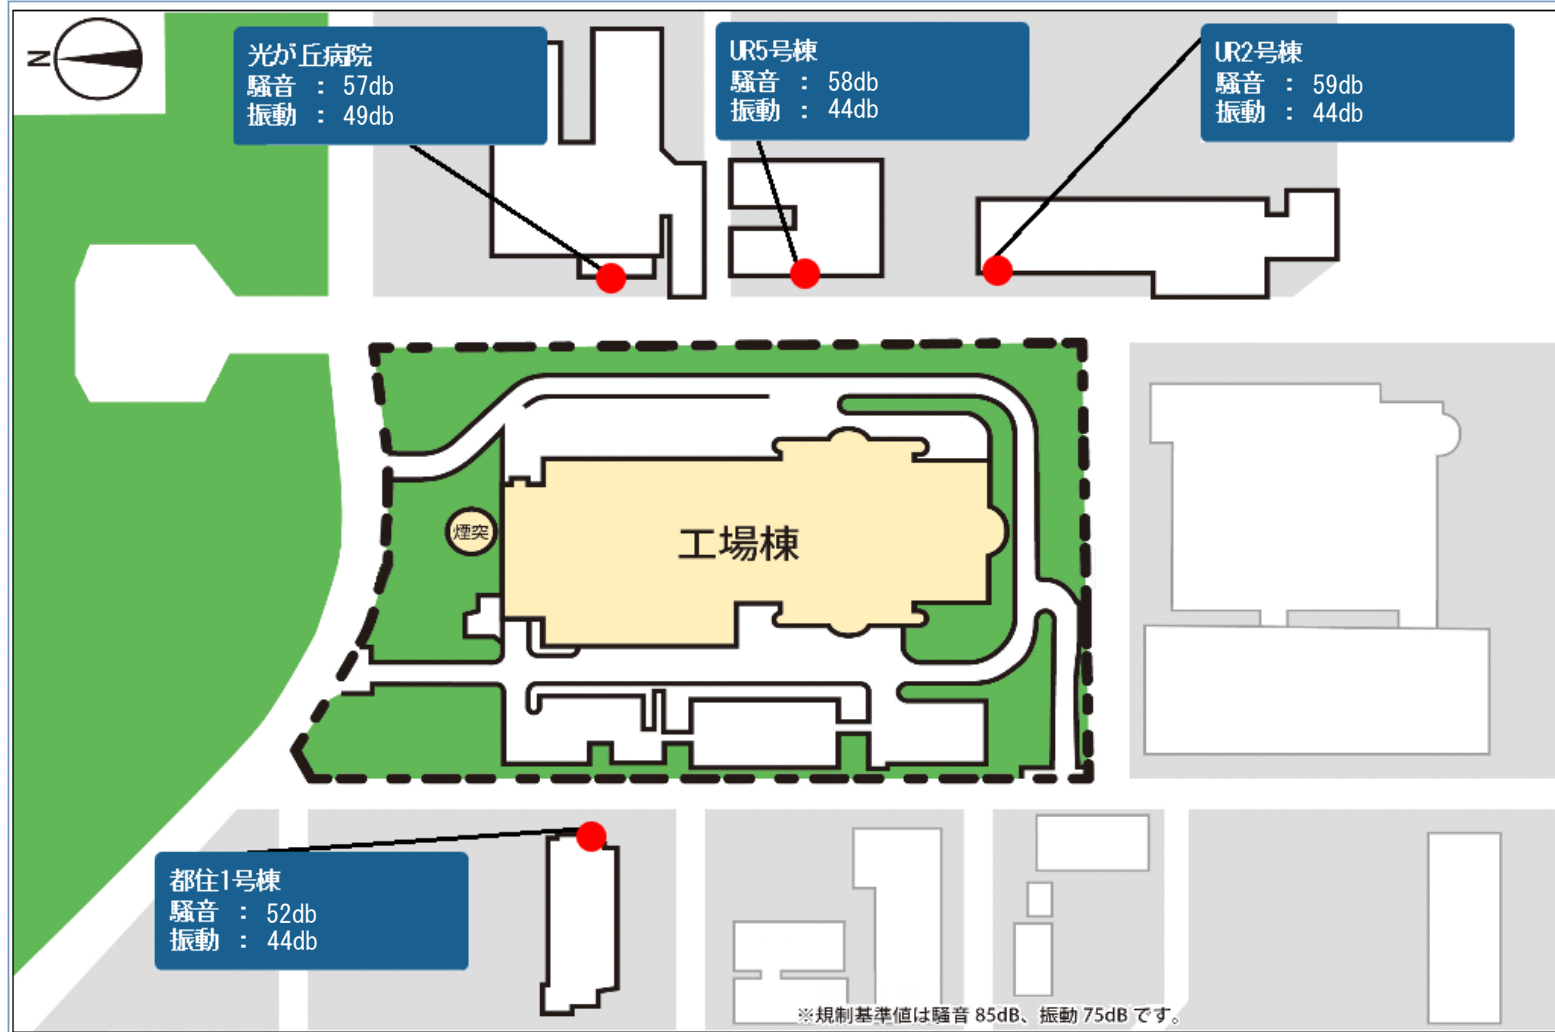 N
光が丘病院
騒音 : 57db
振動 : 49db
UR5号棟
騒音 : 58db
振動 : 44db
UR2号棟
騒音 : 59db
振動 : 44db
煙突
工場棟
都住1号棟
騒音 : 52db
振動 : 44db
※規制基準値は騒音 85dB、振動 75dB です。